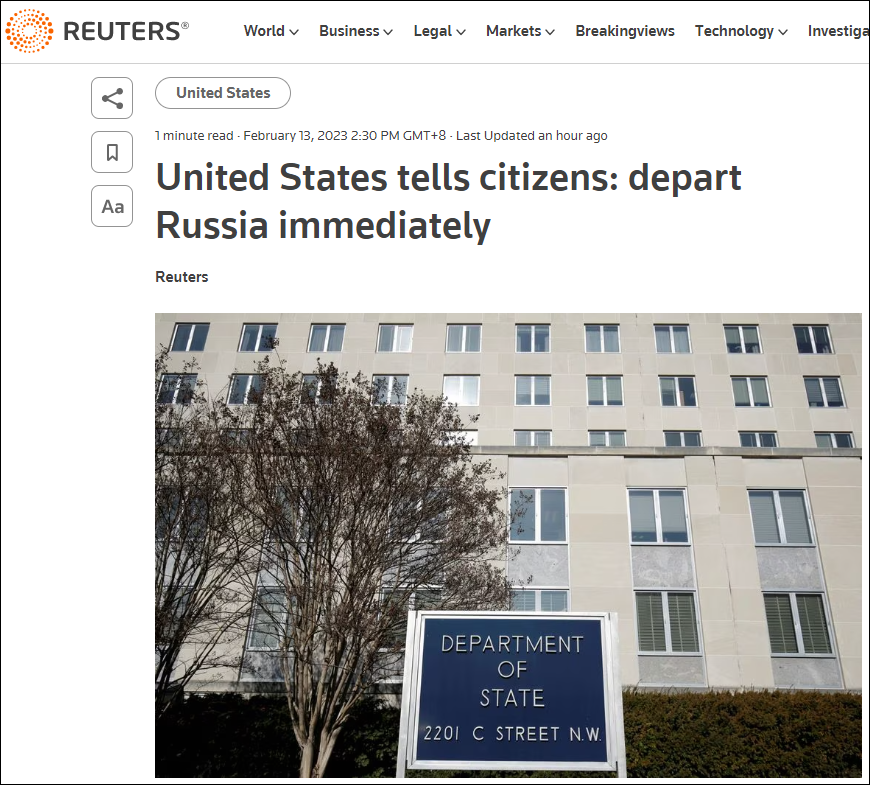 REUTERS®
World Business Legal Markets Breakingviews Technology Investiga
United States
1 minute read · February 13, 2023 2:30 PM GMT+8 · Last Updated an hour ago
Aa
United States tells citizens: depart
Russia immediately
Reuters
DEPARTMENT
OF
STATE
2201 C STREET N.W.